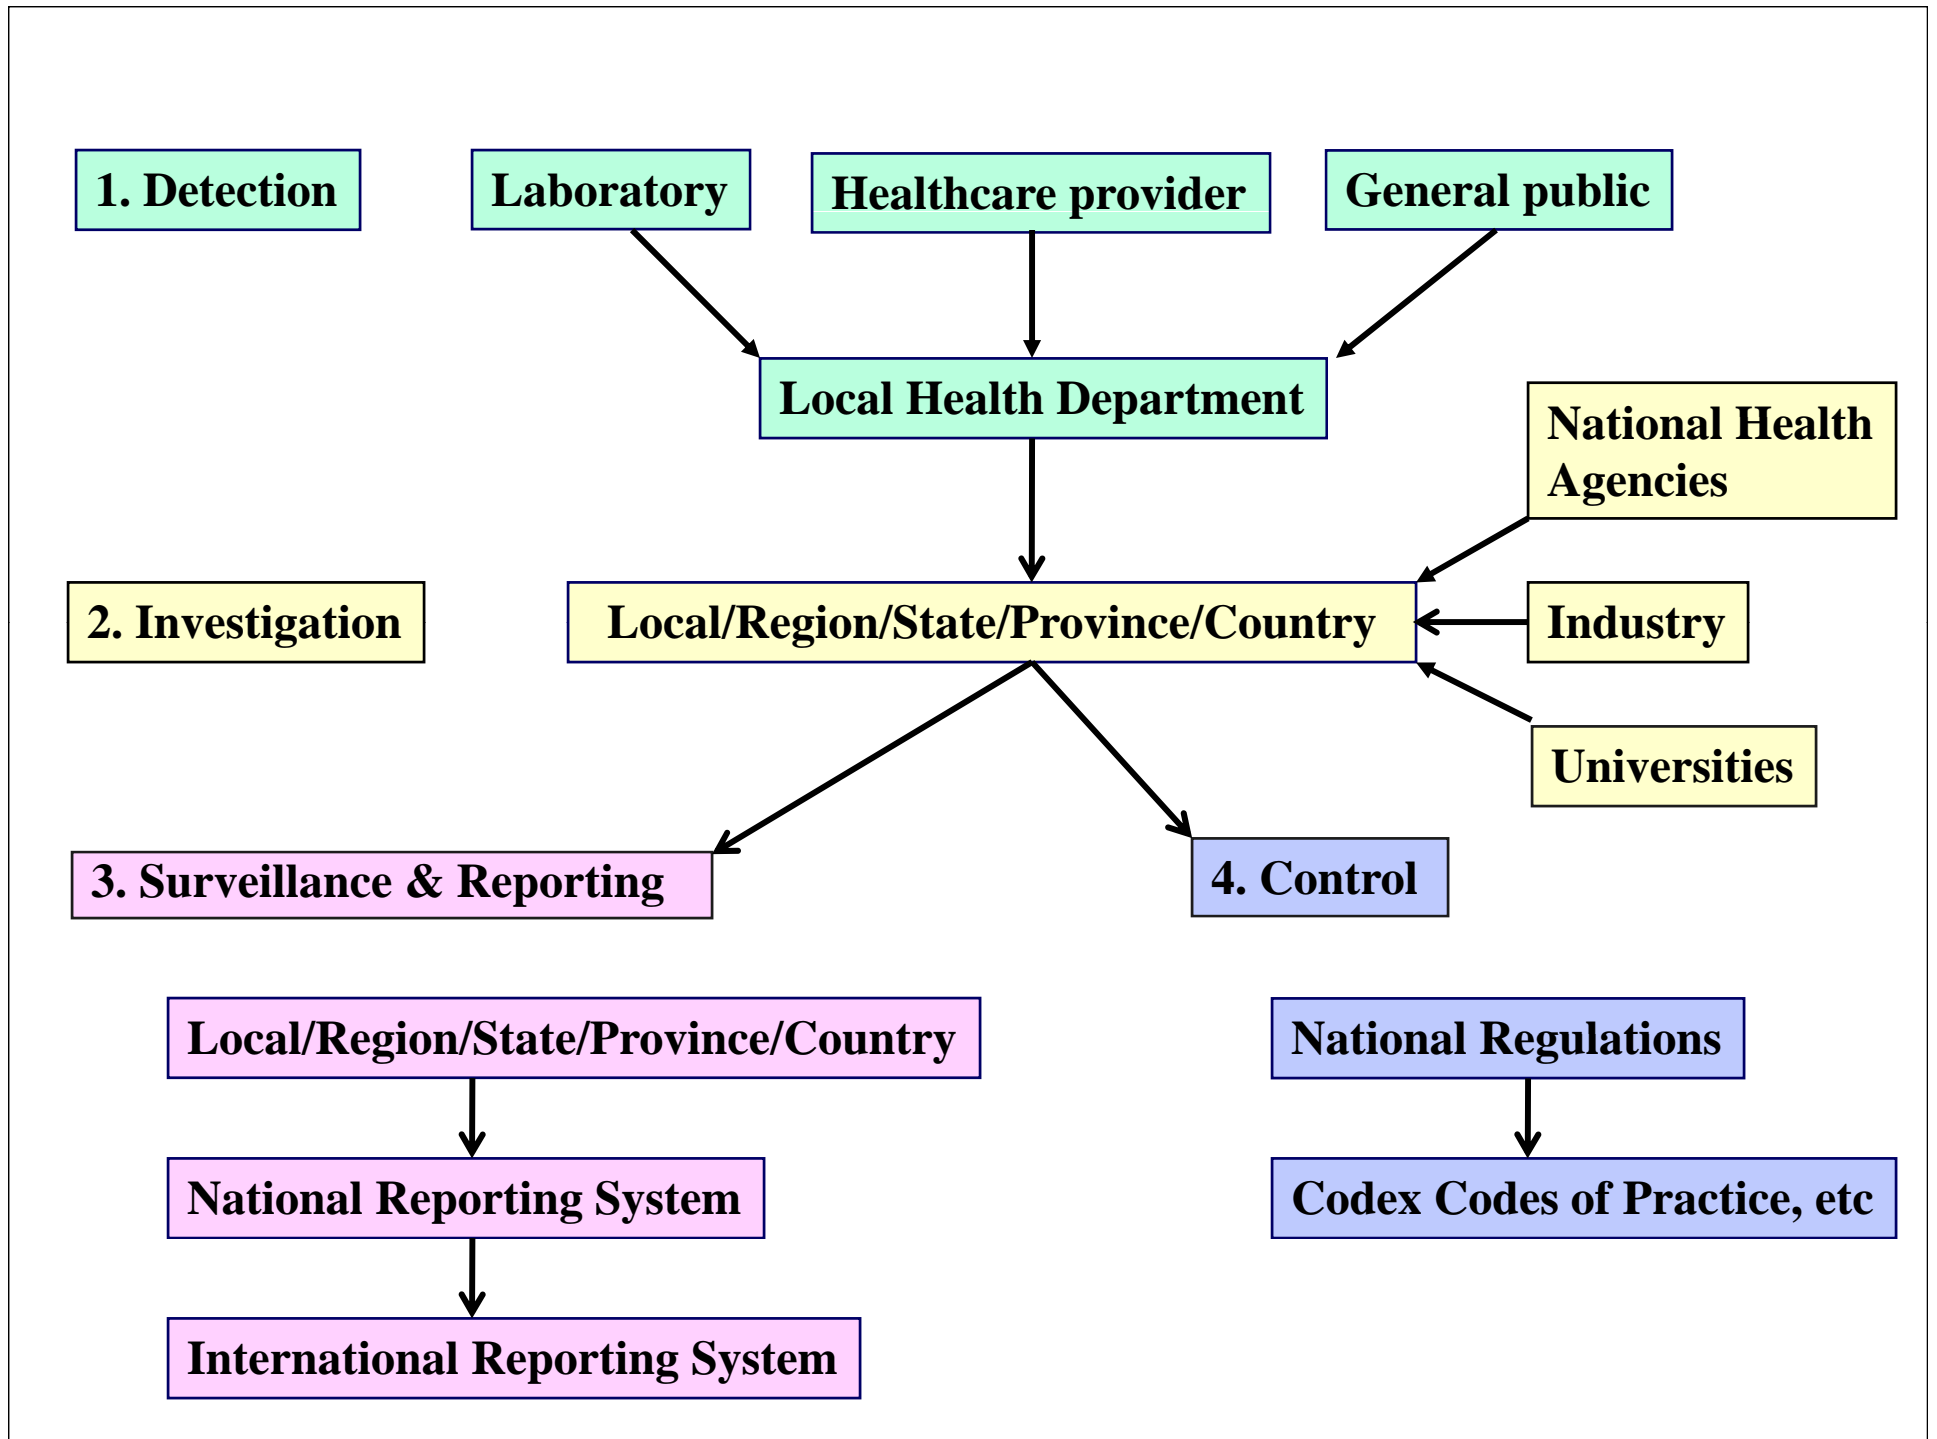 1. Detection
Laboratory
Healthcare provider
General public
Local Health Department
National Health
Agencies
2. Investigation
Local/Region/State/Province/Country
Industry
Universities
3. Surveillance & Reporting
4. Control
Local/Region/State/Province/Country
National Regulations
National Reporting System
Codex Codes of Practice, etc
International Reporting System